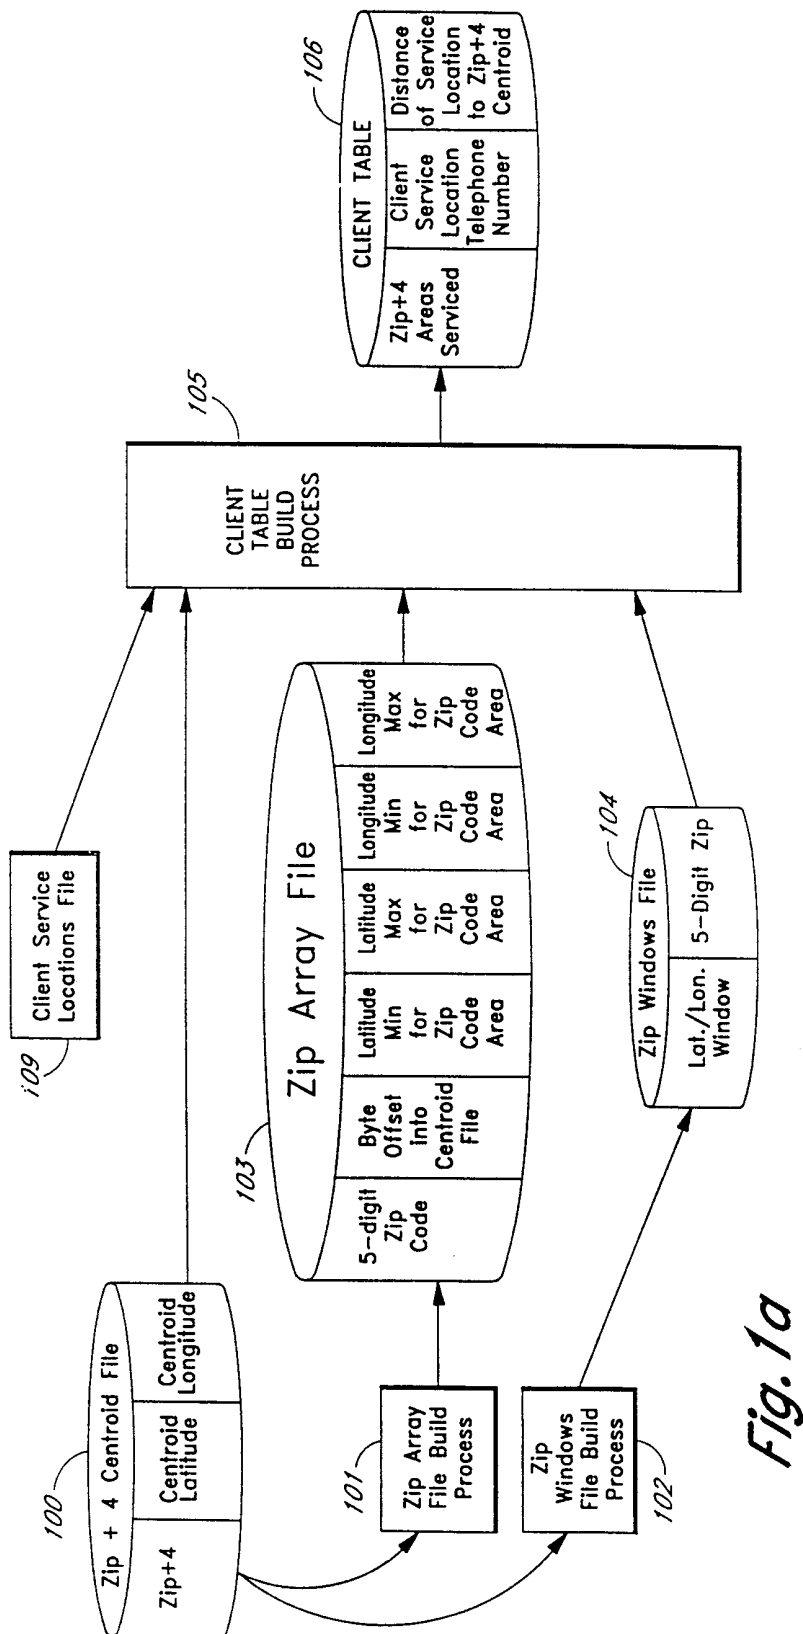 100
Zip + 4 Centroid File
Zip+4
Centroid
Latitude
Centroid
Longitude
109
Client Service
Locations File
101
Zip Array
File Build
Process
Zip
Windows
File Build
Process
102
103
Zip Array File
5-digit
Zip
Code
Byte
Offset
into
Centroid
File
Latitude
Min
for
Zip
Code
Area
Latitude
Max
for
Zip
Code
Area
Longitude
Min
for
Zip
Code
Area
Longitude
Max
for
Zip
Code
Area
104
Zip Windows File
Lat./Lon.
Window
5-Digit Zip
105
CLIENT
TABLE
BUILD
PROCESS
106
CLIENT TABLE
Zip+4
Areas
Serviced
Client
Service
Location
Telephone
Number
Distance
of Service
Location
to Zip+4
Centroid
Fig. 1a